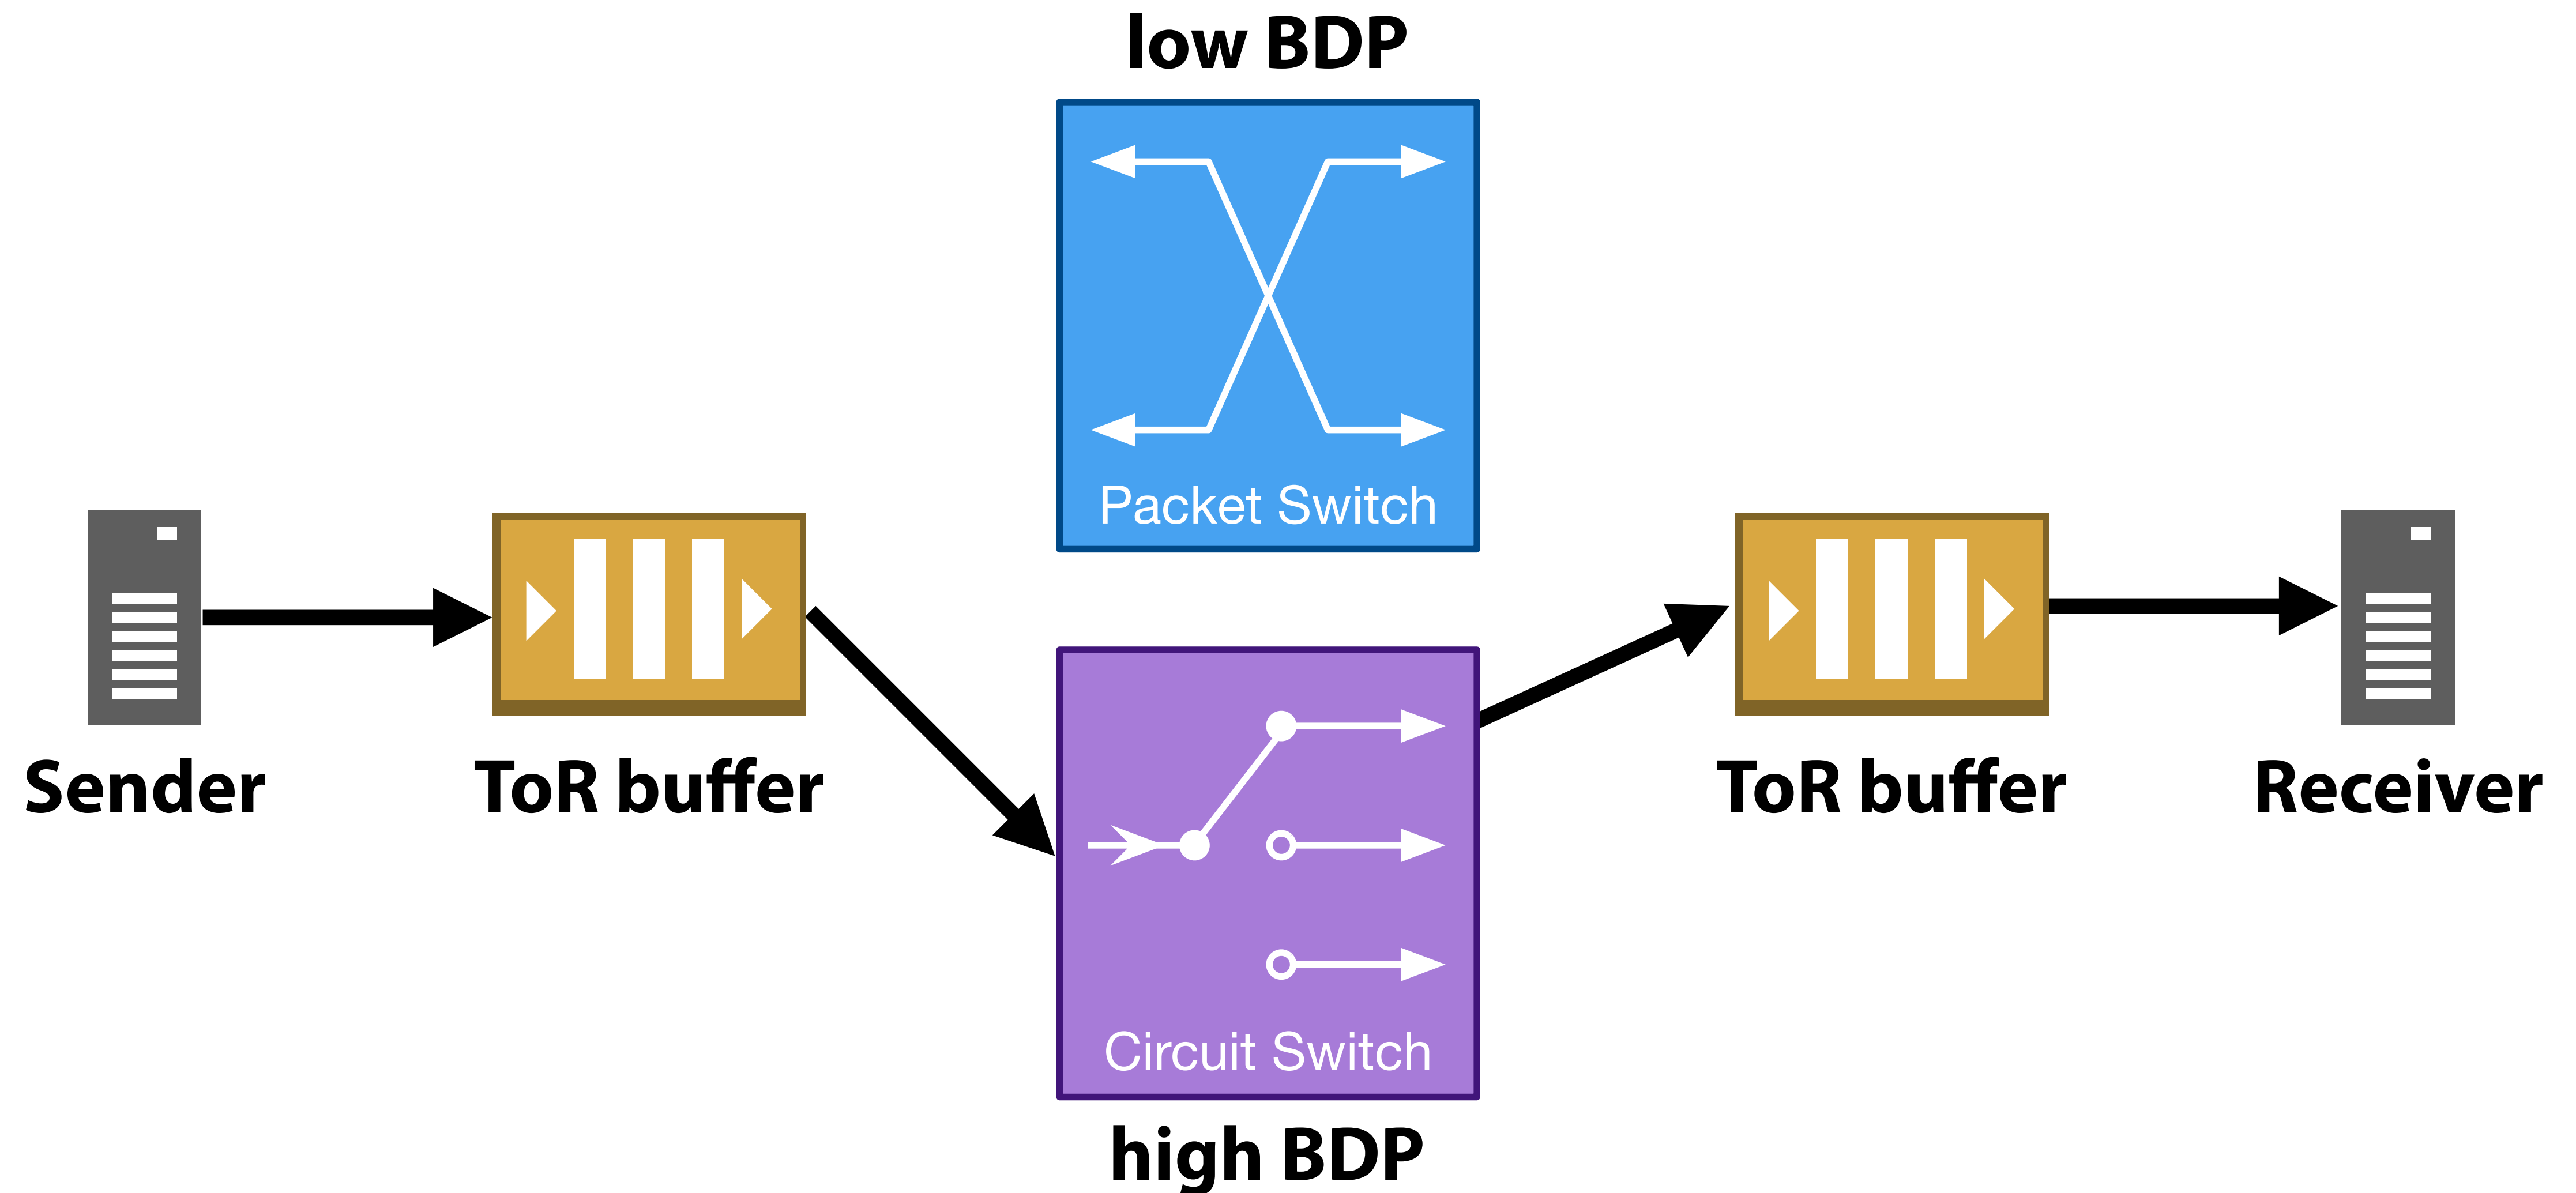 low BDP
Packet Switch
Sender
ToR buffer
ToR buffer
Receiver
Circuit Switch
high BDP